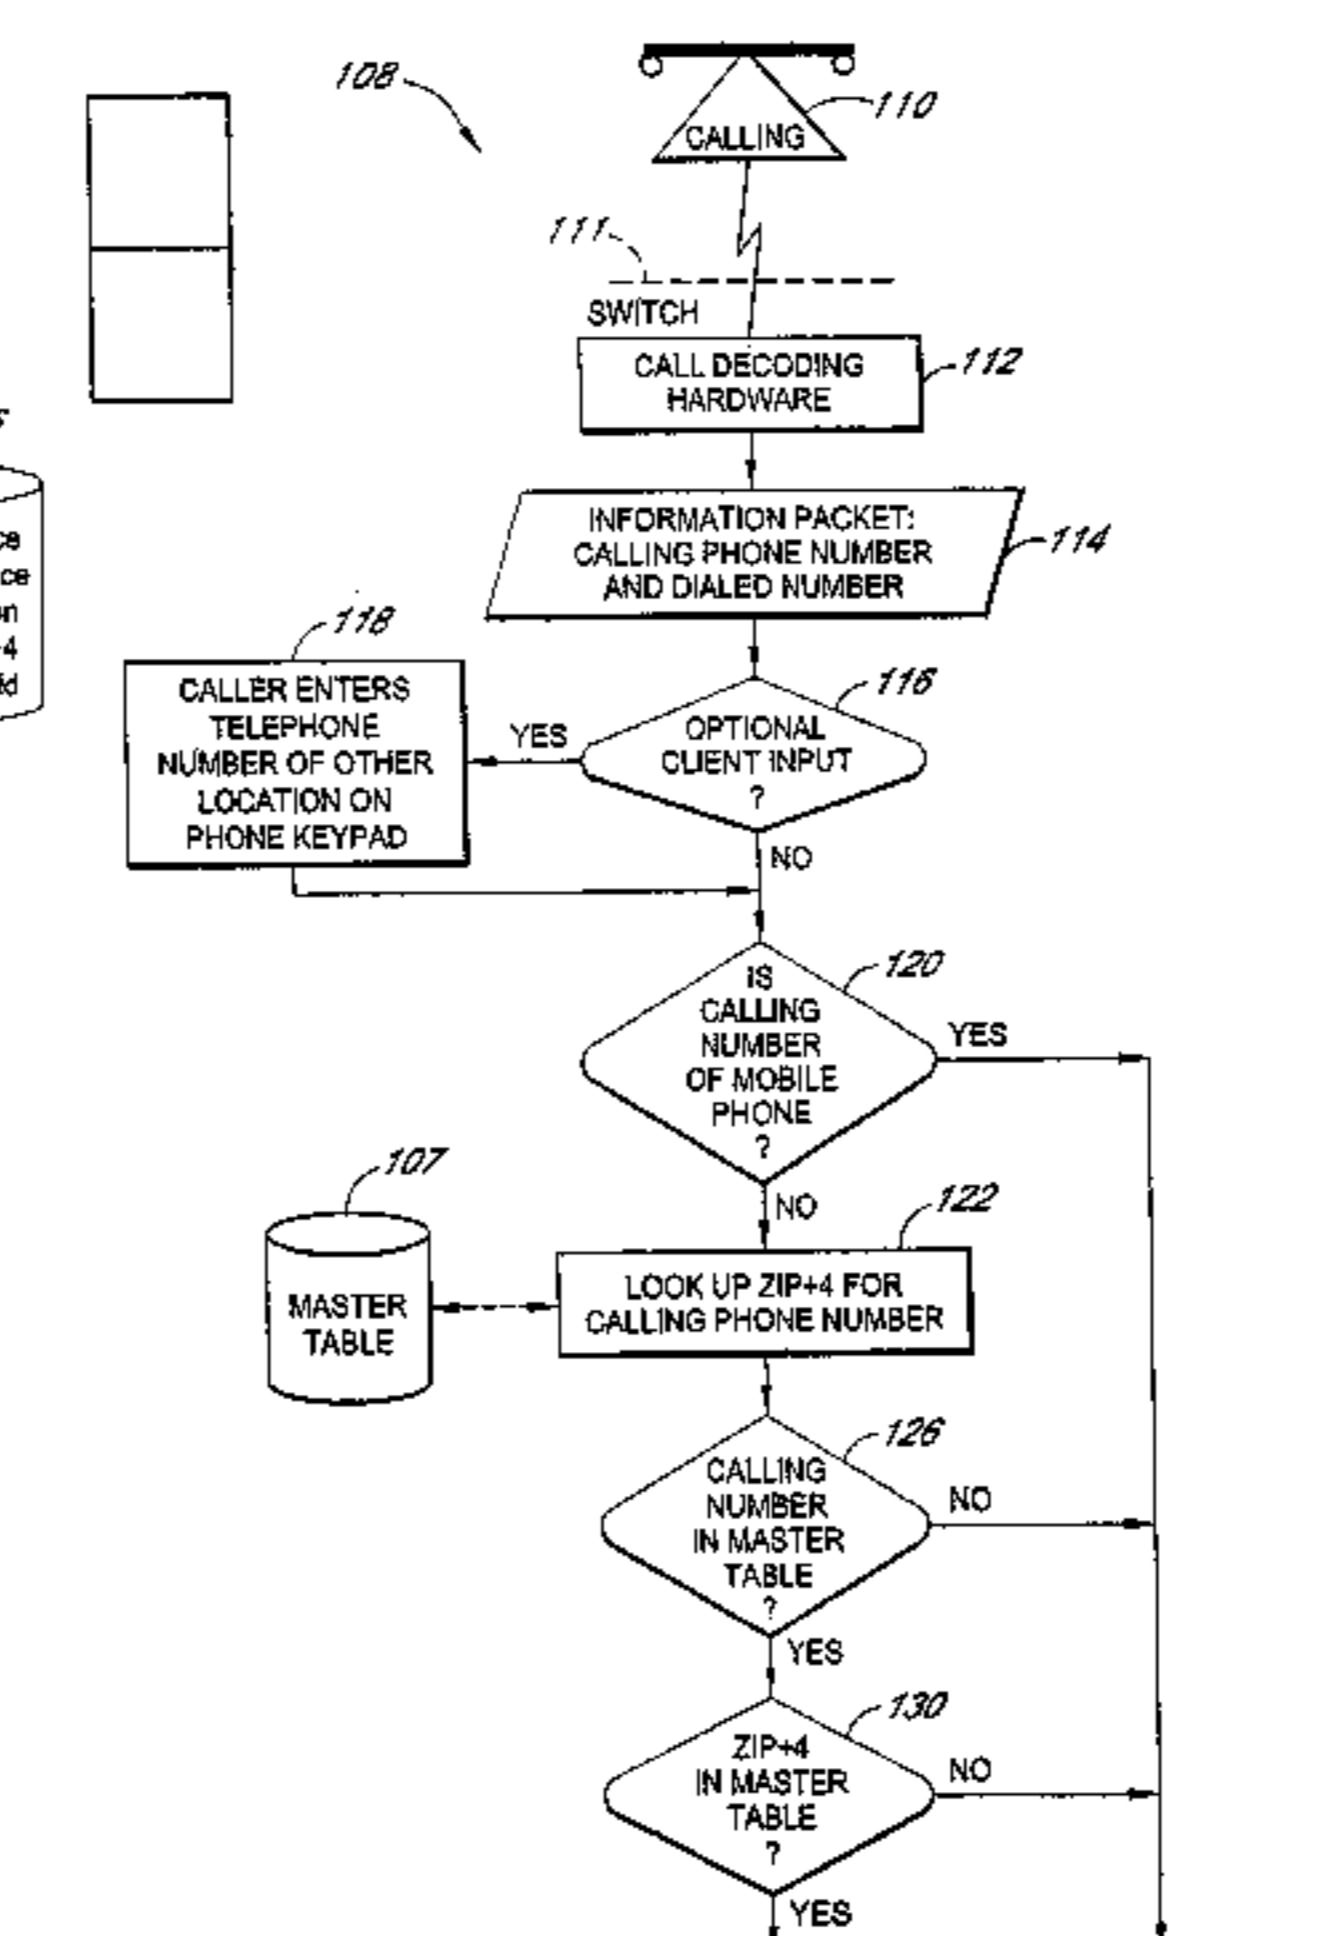 108
110
CALLING
111
SWITCH
CALL DECODING
HARDWARE
112
INFORMATION PACKET:
CALLING PHONE NUMBER
AND DIALED NUMBER
114
118
CALLER ENTERS
TELEPHONE
NUMBER OF OTHER
LOCATION ON
PHONE KEYPAD
YES
116
OPTIONAL
CLIENT INPUT
?
NO
120
IS
CALLING
NUMBER
OF MOBILE
PHONE
?
YES
NO
107
MASTER
TABLE
122
LOOK UP ZIP+4 FOR
CALLING PHONE NUMBER
126
CALLING
NUMBER
IN MASTER
TABLE
?
NO
YES
130
ZIP+4
IN MASTER
TABLE
?
NO
YES